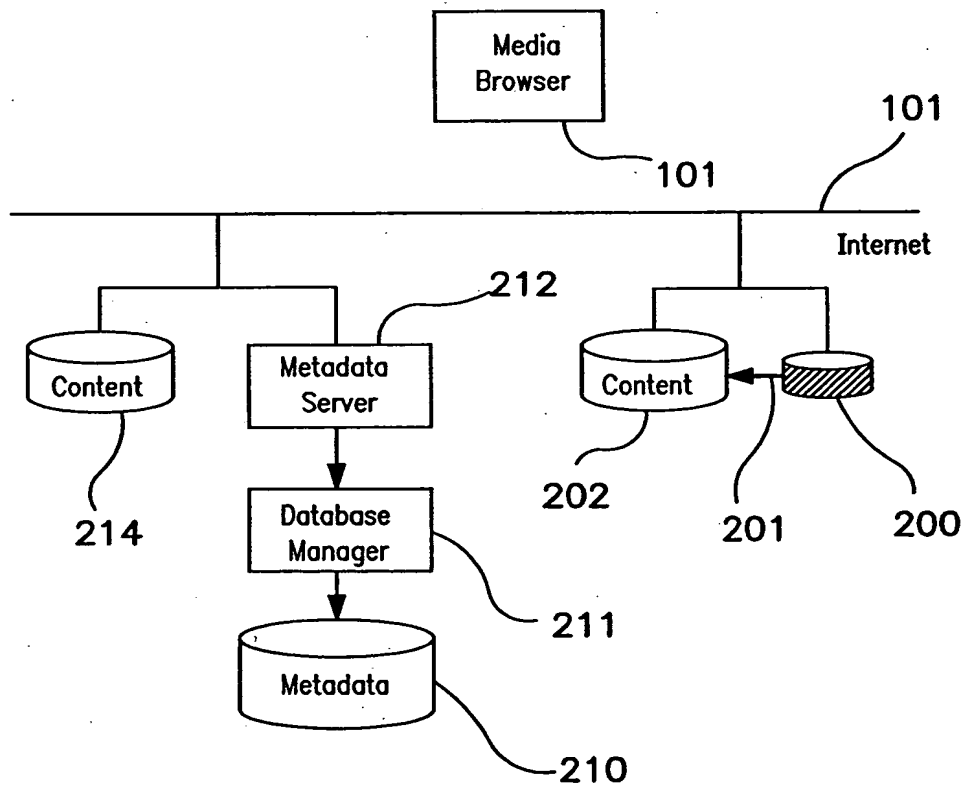 Media
Browser
101
101
Internet
212
Content
Metadata
Server
Content
214
202
201
200
Database
Manager
211
Metadata
210